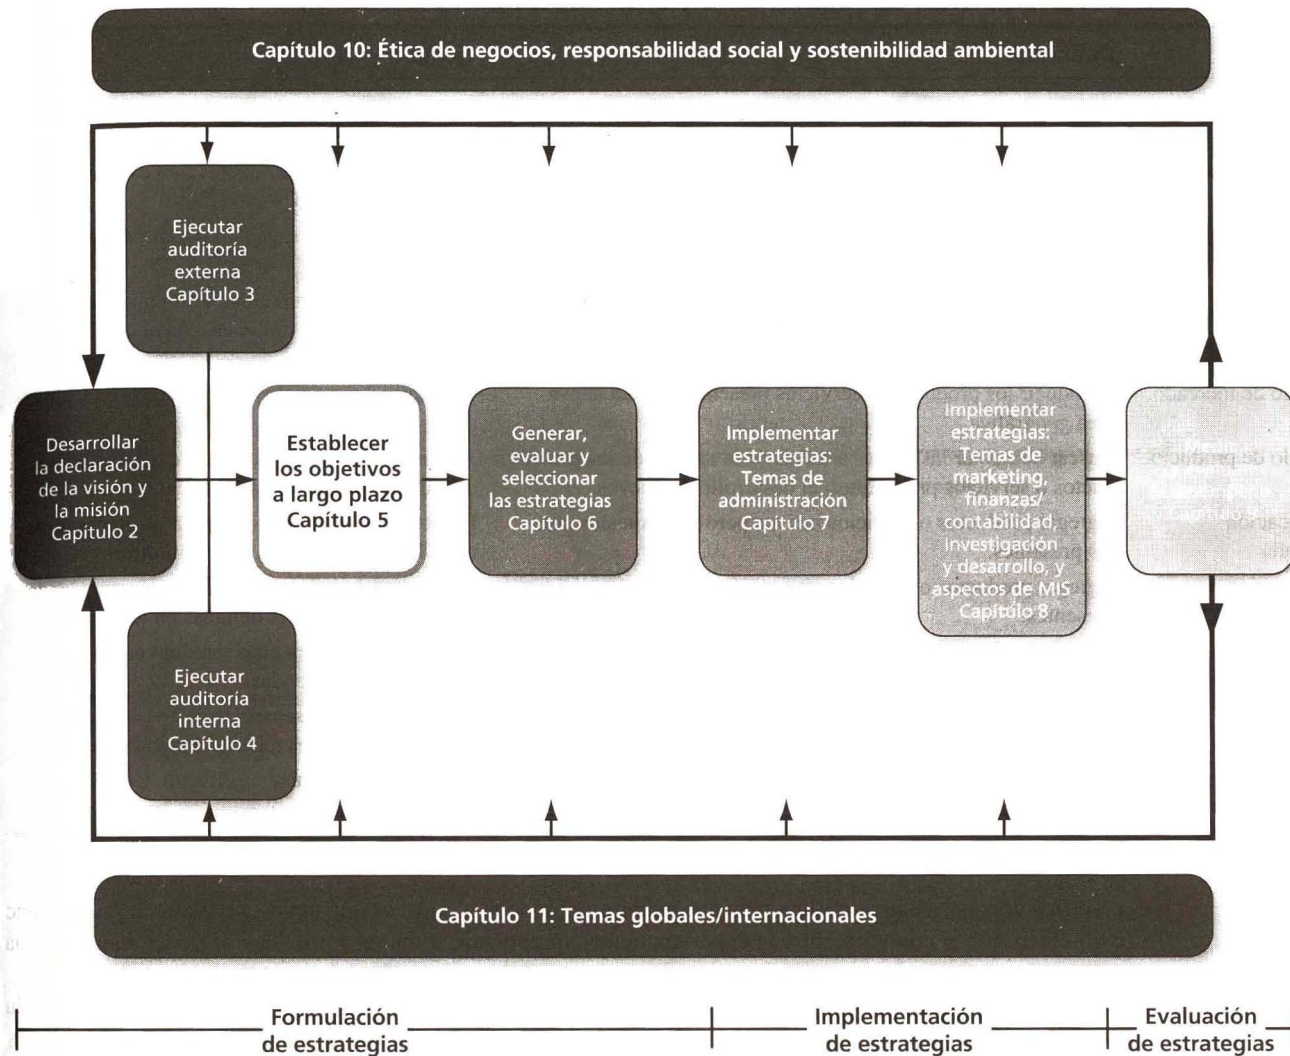 Capítulo 10: Ética de negocios, responsabilidad social y sostenibilidad ambiental
Ejecutar
auditoría
externa
Capítulo 3
Desarrollar
la declaración
de la visión y
la misión
Capítulo 2
Establecer
los objetivos
a largo plazo
Capítulo 5
Generar,
evaluar y
seleccionar
las estrategias
Capítulo 6
Implementar
estrategias:
Temas de
administración
Capítulo 7
Implementar
estrategias:
Temas de
marketing,
finanzas/
contabilidad,
investigación
y desarrollo, y
aspectos de MIS
Capítulo 8
Ejecutar
auditoría
interna
Capítulo 4
Capítulo 11: Temas globales/internacionales
Formulación
de estrategias
Implementación
de estrategias
Evaluación
de estrategias